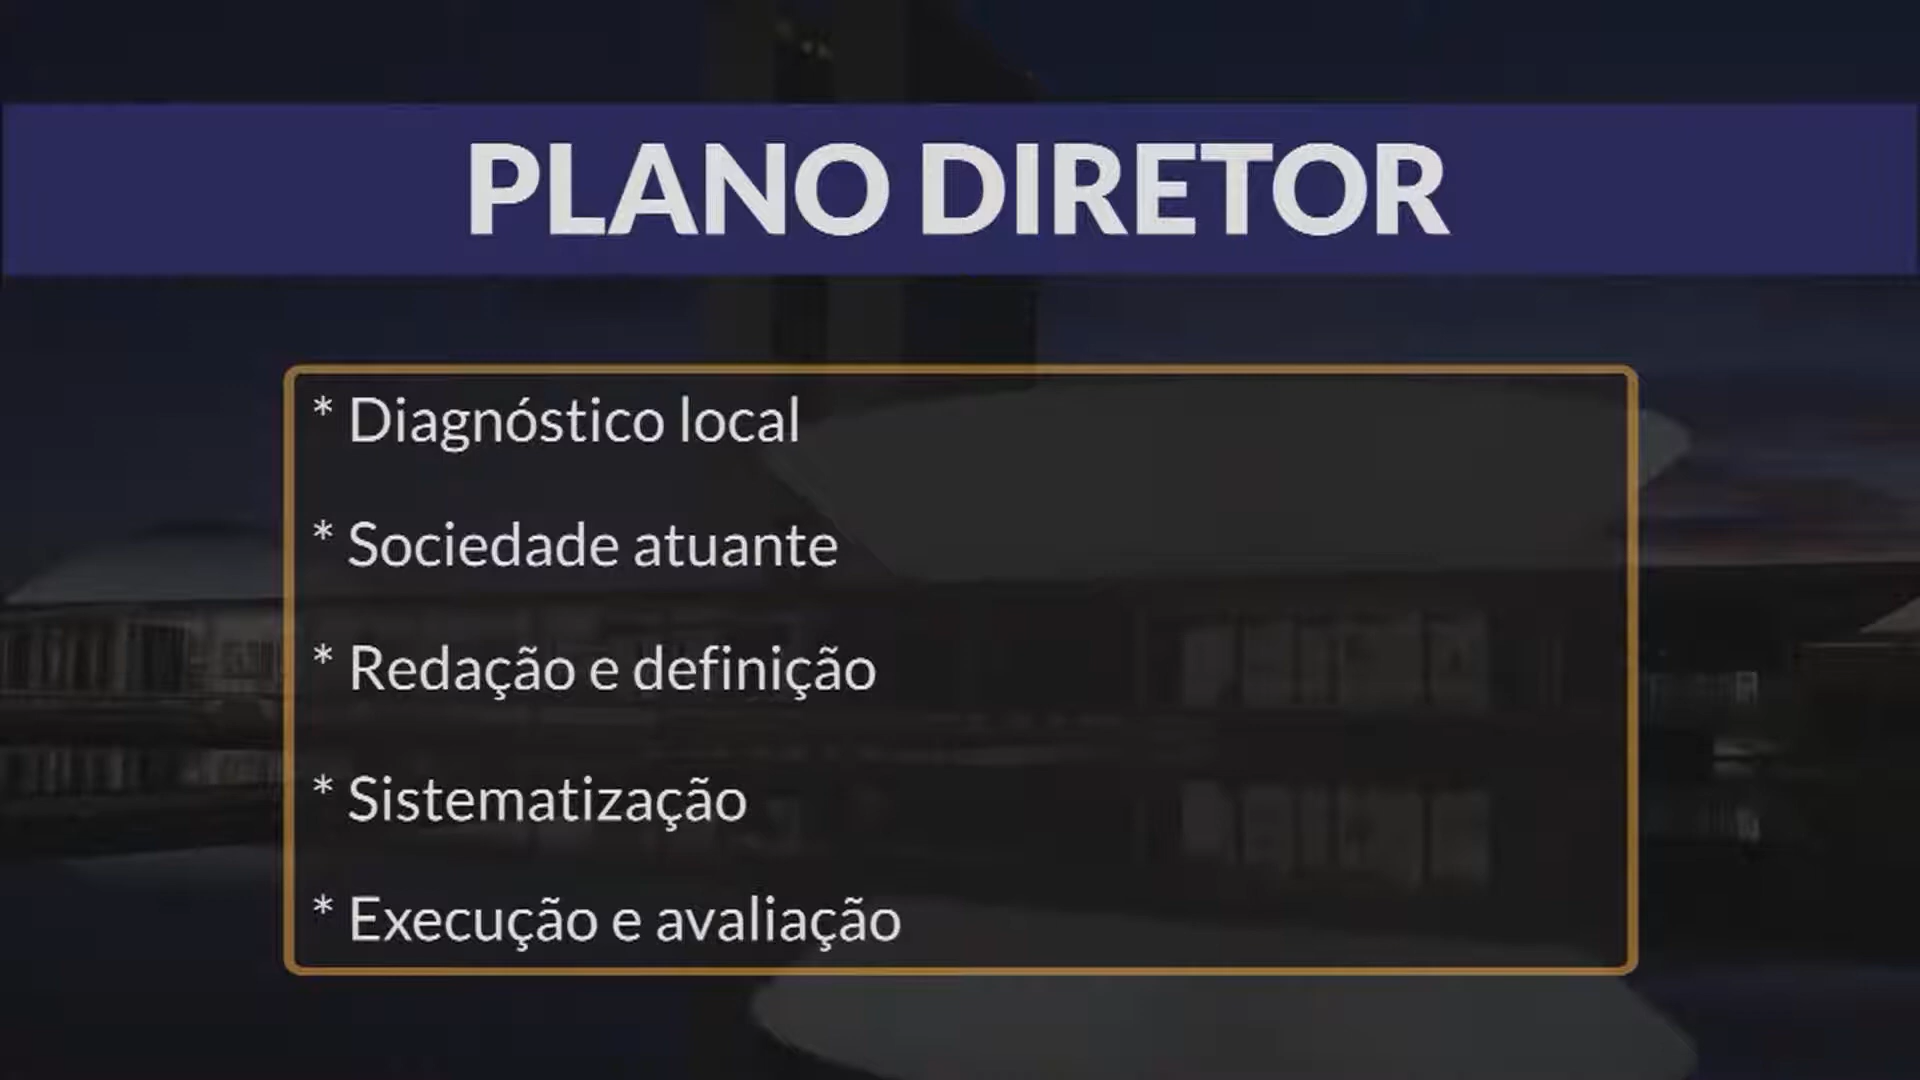 PLANO DIRETOR
* Diagnóstico local
* Sociedade atuante
* Redação e definição
* Sistematização
* Execução e avaliação